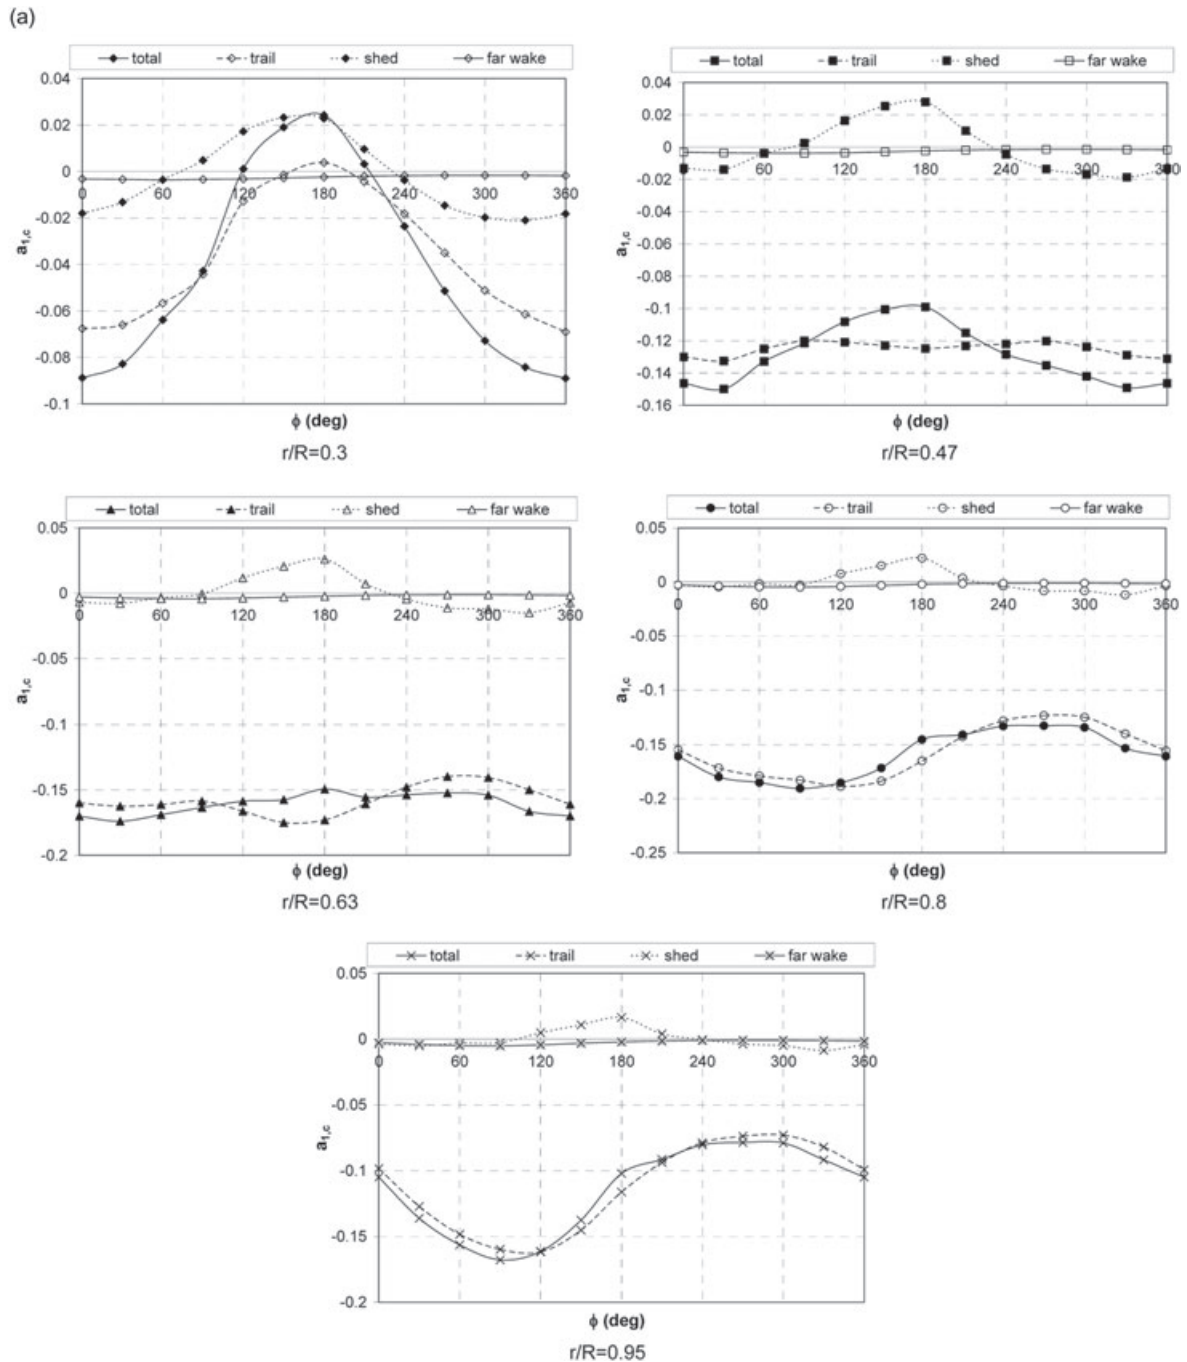 (a)
total trail shed far wake
0.04
0.02
0
-0.02
-0.04
-0.06
-0.08
-0.1
0 60 120 180 240 300 360
a1,c
ϕ (deg)
r/R=0.3
total trail shed far wake
0.04
0.02
0
-0.02
-0.04
-0.06
-0.08
-0.1
-0.12
-0.14
-0.16
0 60 120 180 240 300 360
a1,c
ϕ (deg)
r/R=0.47
total trail shed far wake
0.05
0
-0.05
-0.1
-0.15
-0.2
0 60 120 180 240 300 360
a1,c
ϕ (deg)
r/R=0.63
total trail shed far wake
0.05
0
-0.05
-0.1
-0.15
-0.2
-0.25
0 60 120 180 240 300 360
a1,c
ϕ (deg)
r/R=0.8
total trail shed far wake
0.05
0
-0.05
-0.1
-0.15
-0.2
0 60 120 180 240 300 360
a1,c
ϕ (deg)
r/R=0.95